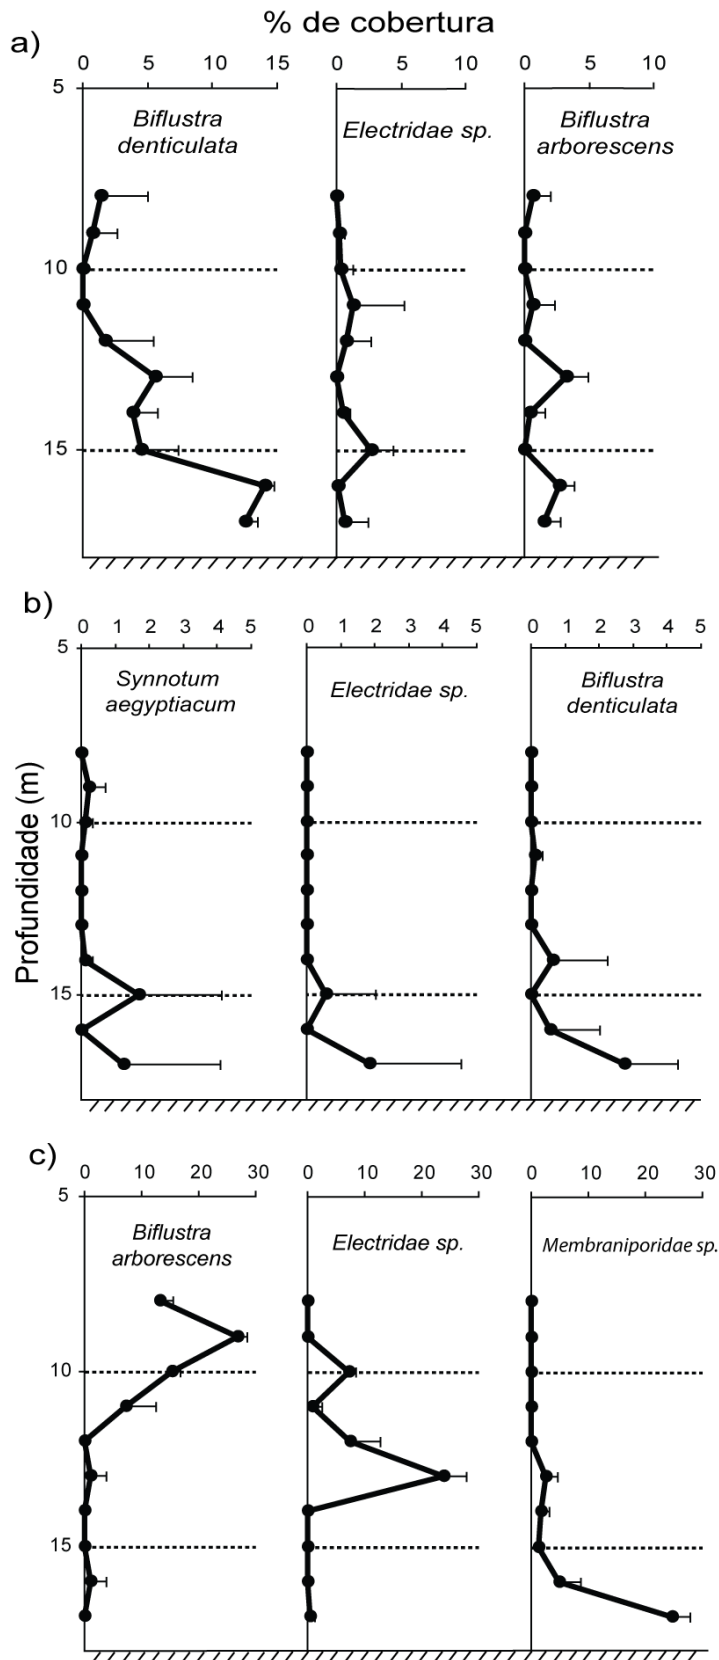 % de cobertura
a)
0 5 10 15 0 5 10 0 5 10
5
Biflustra
denticulata
Electridae sp.
Biflustra
arborescens
10
15
b)
0 1 2 3 4 5 0 1 2 3 4 5 0 1 2 3 4 5
5
Synnotum
aegyptiacum
Electridae sp.
Biflustra
denticulata
Profundidade (m)
10
15
c)
0 10 20 30 0 10 20 30 0 10 20 30
5
Biflustra
arborescens
Electridae sp.
Membraniporidae sp.
10
15